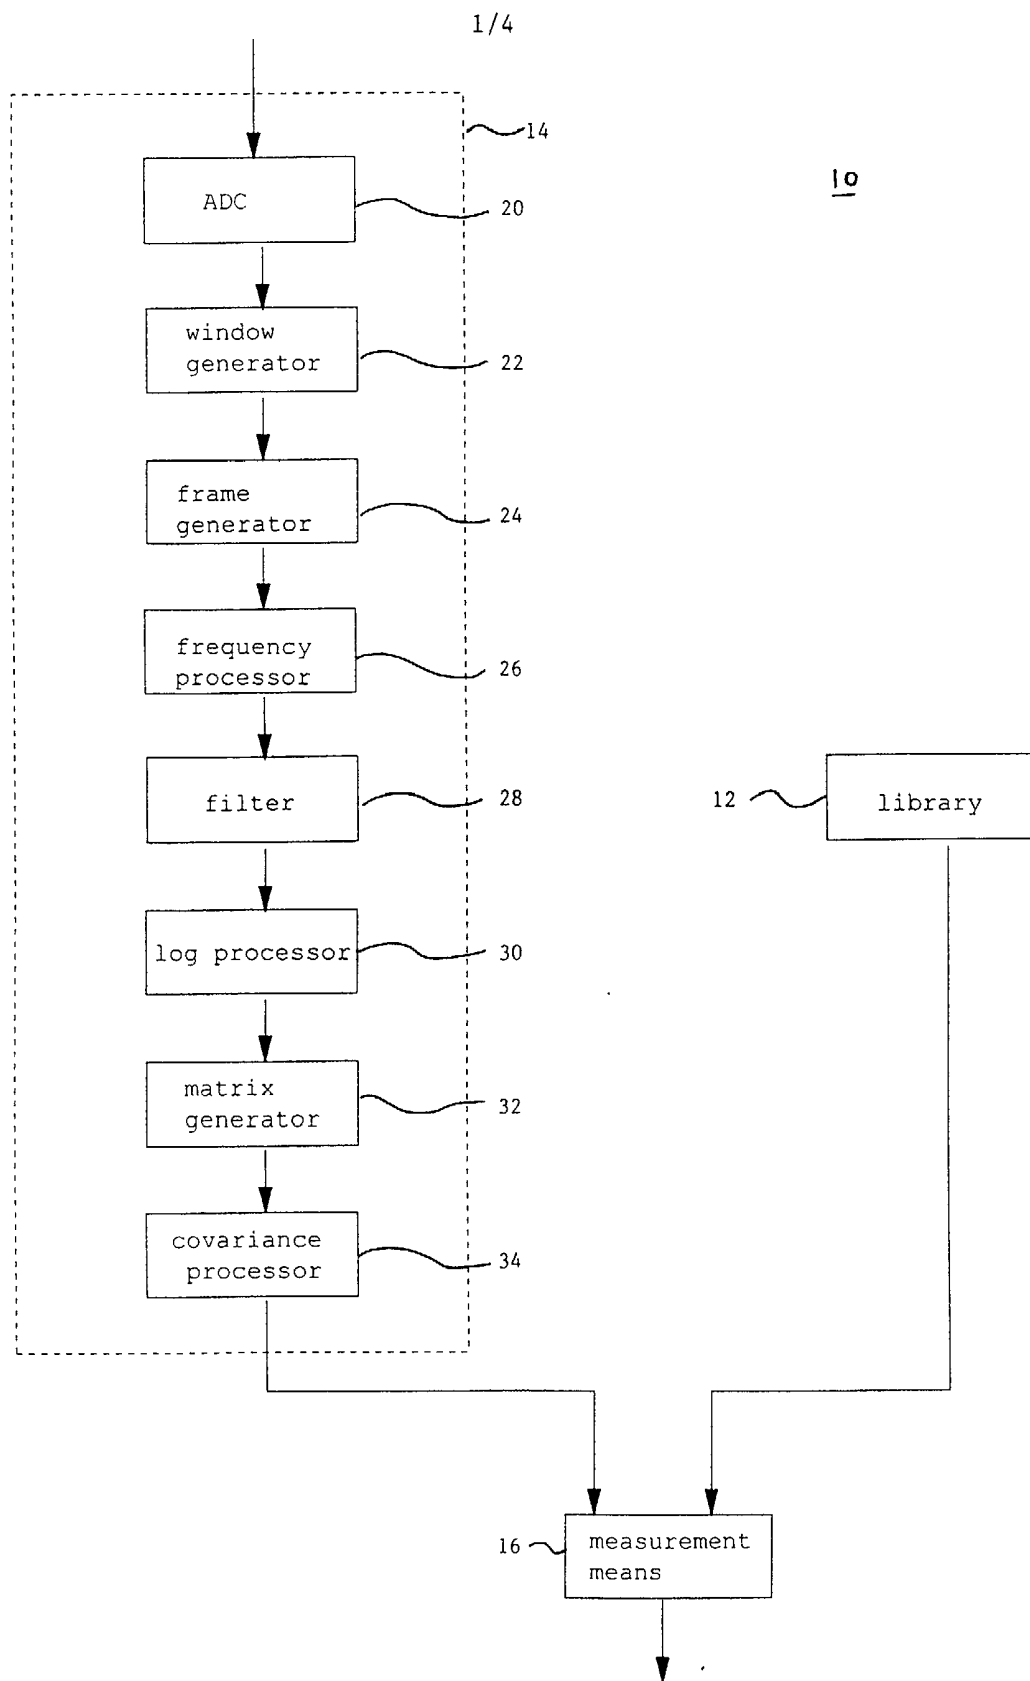 1/4
14
10
ADC
20
window
generator
22
frame
generator
24
frequency
processor
26
filter
28
12
library
log processor
30
matrix
generator
32
covariance
processor
34
16
measurement
means